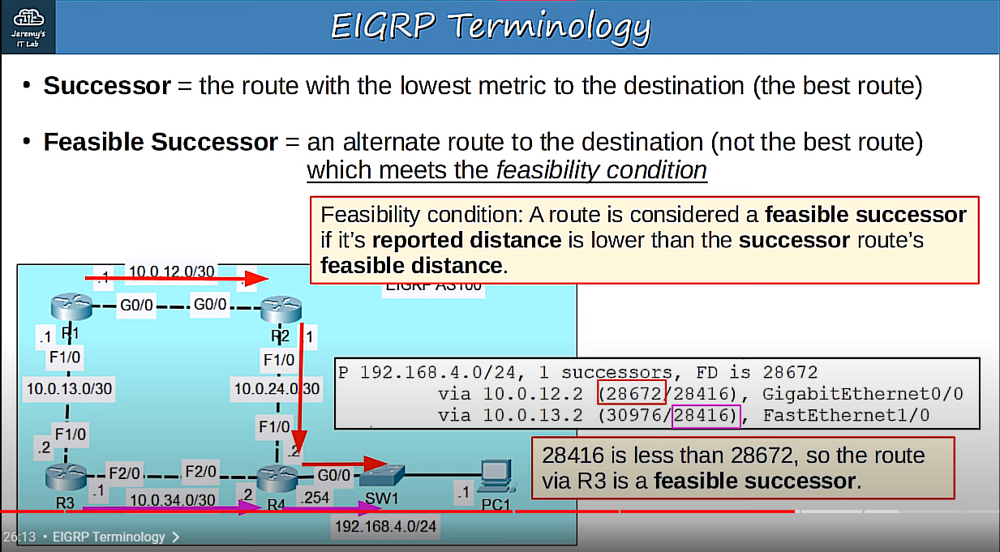 Jeremy's
IT Lab
EIGRP Terminology
• Successor = the route with the lowest metric to the destination (the best route)
• Feasible Successor = an alternate route to the destination (not the best route)
which meets the feasibility condition
Feasibility condition: A route is considered a feasible successor
if it's reported distance is lower than the successor route's
feasible distance.
EIGRP AS100
.1
10.0.12.0/30
G0/0
G0/0
R1
R2
.1
.1
F1/0
F1/0
10.0.13.0/30
10.0.24.0/30
P 192.168.4.0/24, 1 successors, FD is 28672
via 10.0.12.2 (28672/28416), GigabitEthernet0/0
via 10.0.13.2 (30976/28416), FastEthernet1/0
F1/0
F1/0
.2
.2
28416 is less than 28672, so the route
via R3 is a feasible successor.
F2/0
F2/0
G0/0
.1
10.0.34.0/30
.2
.254
SW1
.1
PC1
R3
R4
192.168.4.0/24
26:13 • EIGRP Terminology >